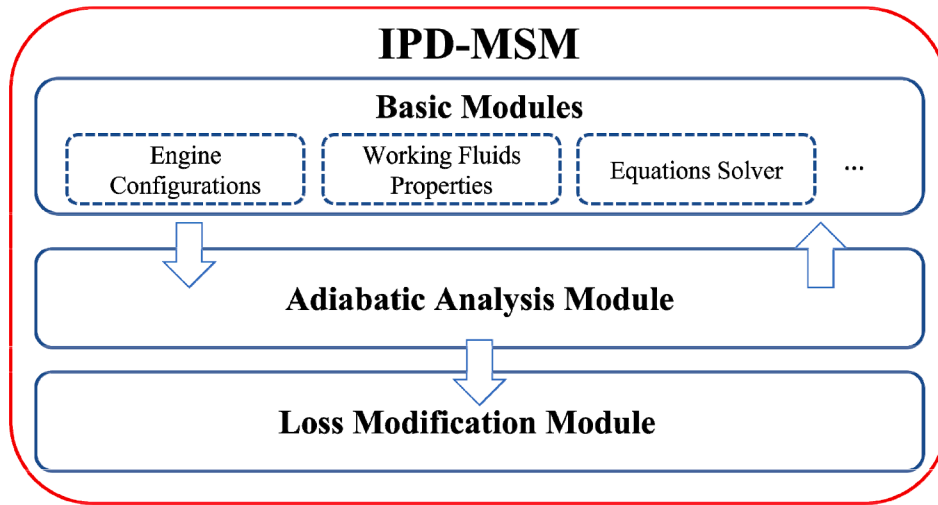 IPD-MSM
Basic Modules
Engine
Configurations
Working Fluids
Properties
Equations Solver
...
Adiabatic Analysis Module
Loss Modification Module